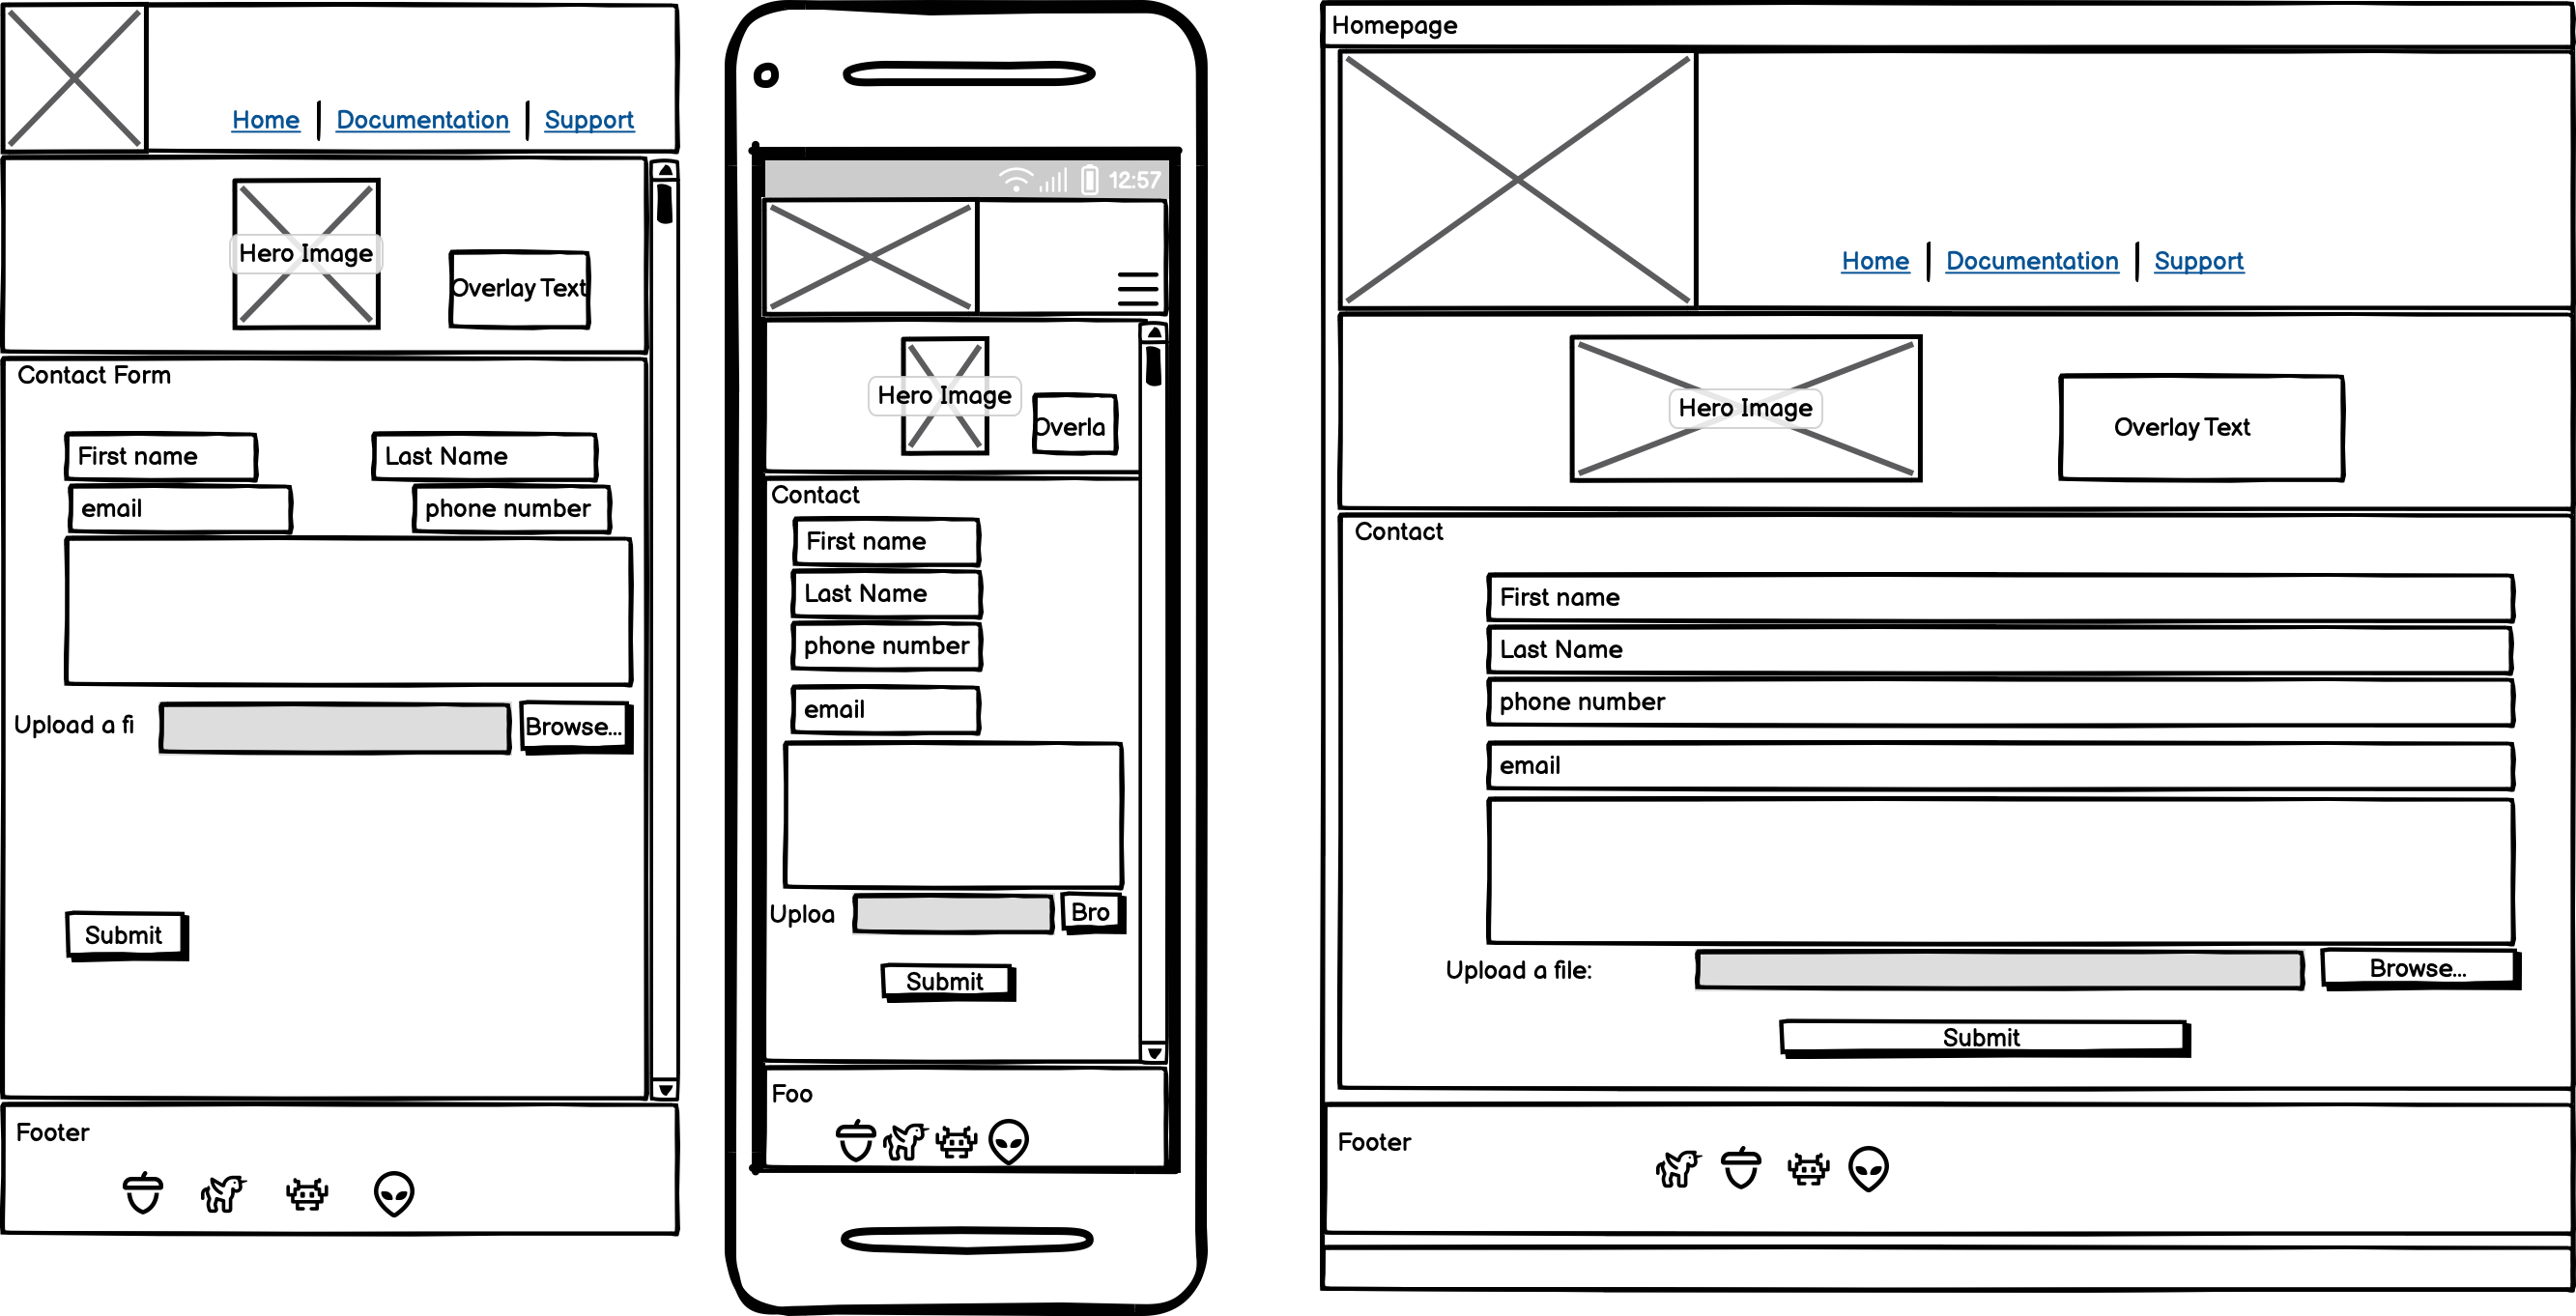 Home | Documentation | Support
Hero Image
Overlay Text
Contact Form
First name
Last Name
email
phone number
Upload a fi
Browse...
Submit
Footer
12:57
Hero Image
Overla
Contact
First name
Last Name
phone number
email
Uploa
Bro
Submit
Foo
Homepage
Home | Documentation | Support
Hero Image
Overlay Text
Contact
First name
Last Name
phone number
email
Upload a file:
Browse...
Submit
Footer